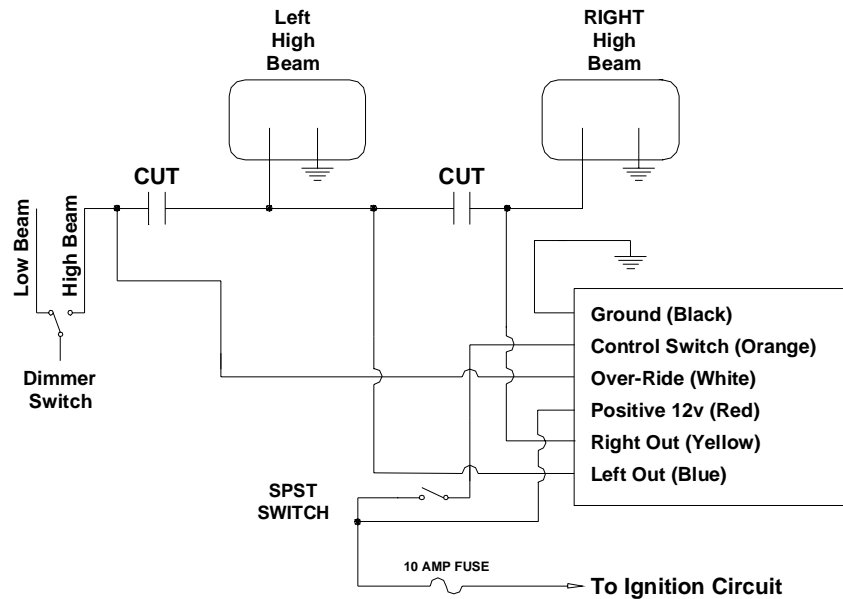 Left
High
Beam
RIGHT
High
Beam
CUT
CUT
Low Beam
High Beam
Dimmer
Switch
Ground (Black)
Control Switch (Orange)
Over-Ride (White)
Positive 12v (Red)
Right Out (Yellow)
Left Out (Blue)
SPST
SWITCH
10 AMP FUSE
To Ignition Circuit